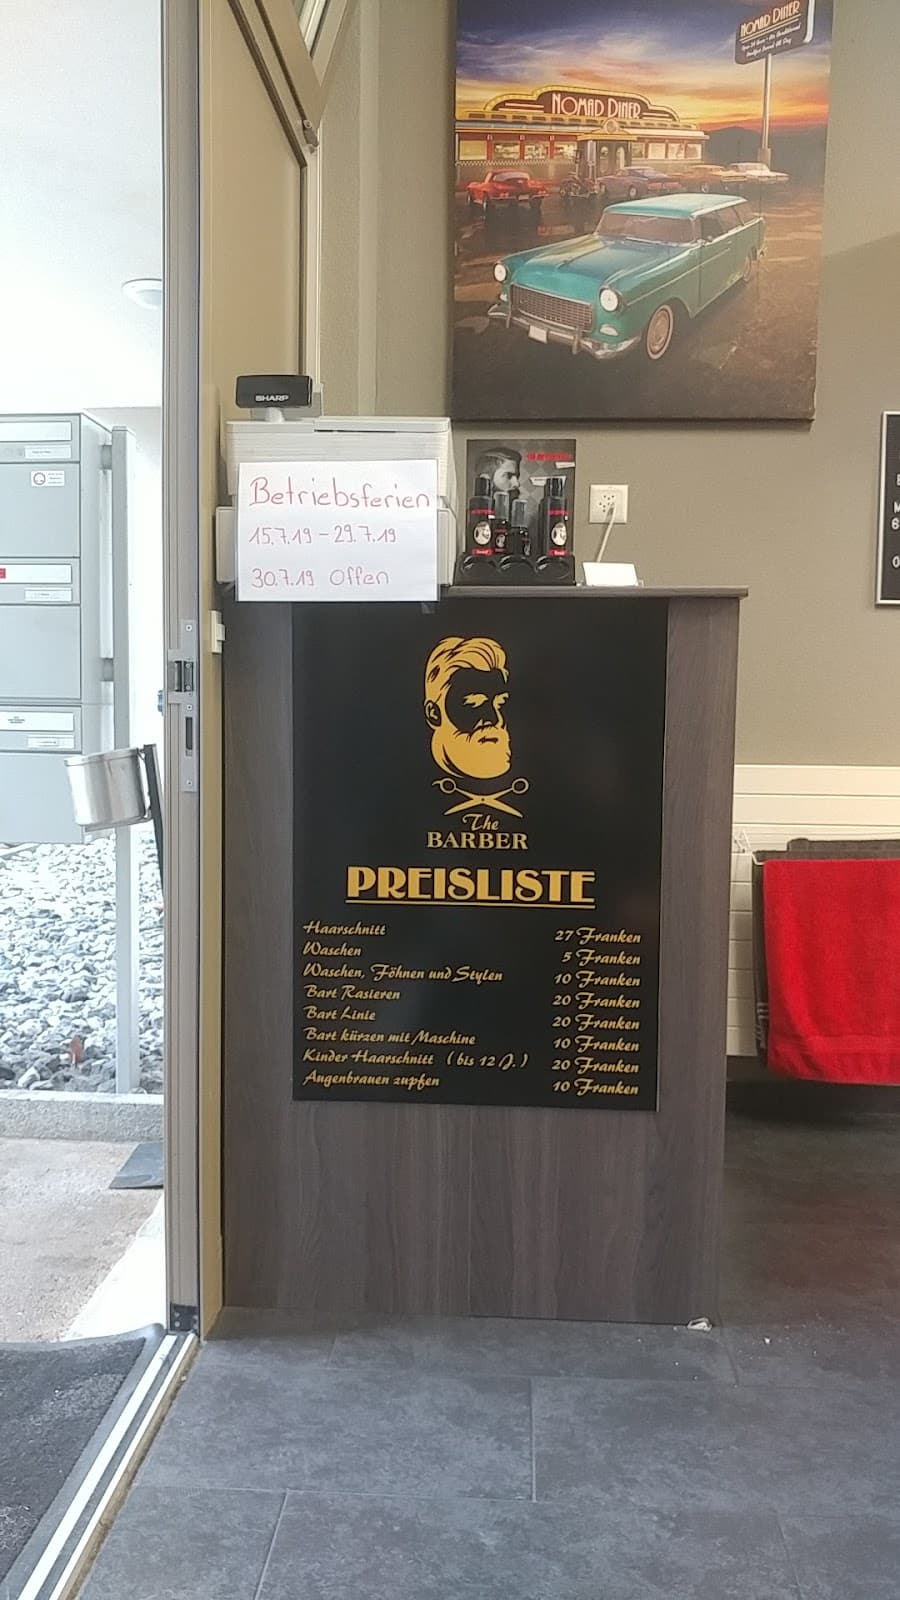 NOMAD DINER
NOMAD DINER
SHARP
Betriebsferien
15.7.19 - 29.7.19
30.7.19 Offen
The
BARBER
PREISLISTE
Haarschnitt 27 Franken
Waschen 5 Franken
Waschen, Föhnen und Stylen 10 Franken
Bart Rasieren 20 Franken
Bart Linie 20 Franken
Bart kürzen mit Maschine 10 Franken
Kinder Haarschnitt ( bis 12 J. ) 20 Franken
Augenbrauen zupfen 10 Franken